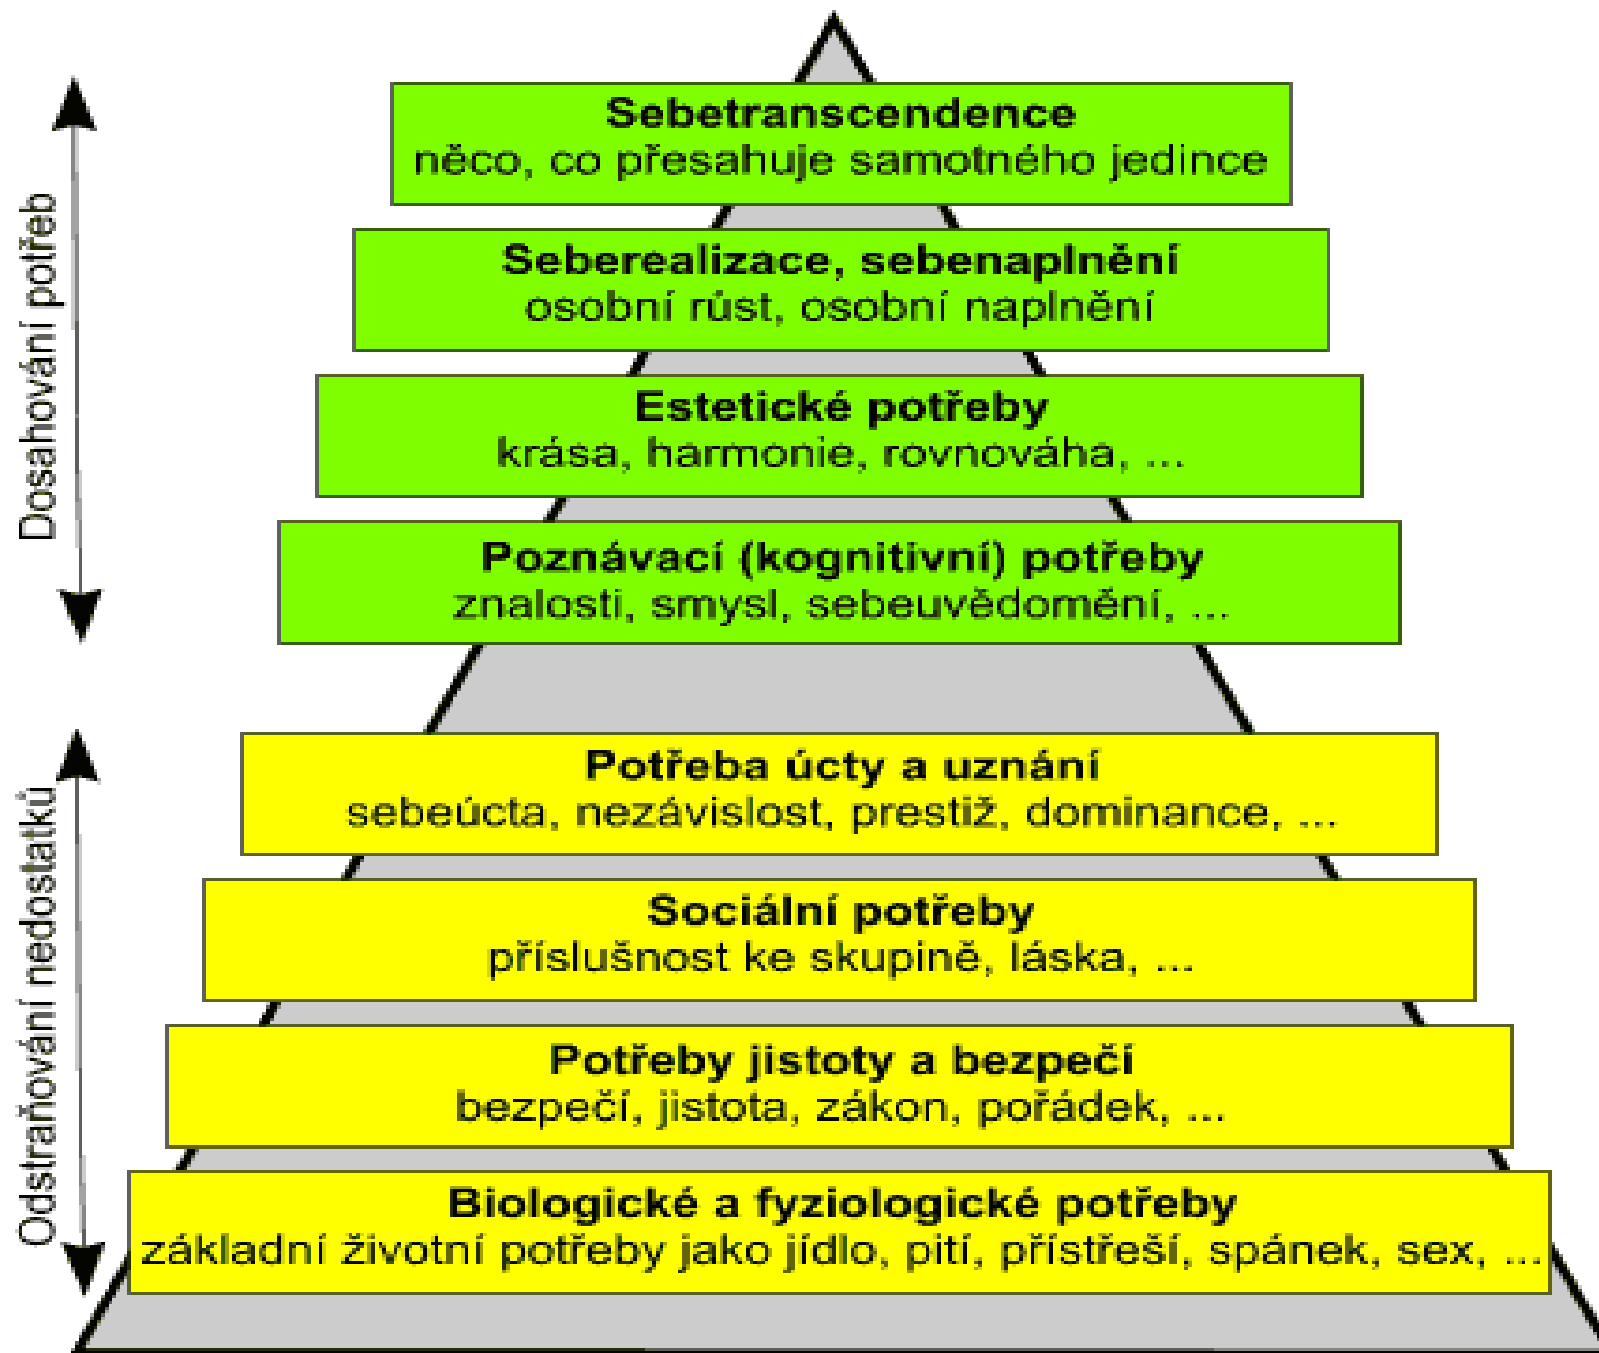 Sebetranscendence
něco, co přesahuje samotného jedince
Seberealizace, sebenaplnění
osobní růst, osobní naplnění
Estetické potřeby
krása, harmonie, rovnováha, ...
Poznávací (kognitivní) potřeby
znalosti, smysl, sebeuvědomění, ...
Dosahování potřeb
Potřeba úcty a uznání
sebeúcta, nezávislost, prestiž, dominance, ...
Sociální potřeby
příslušnost ke skupině, láska, ...
Potřeby jistoty a bezpečí
bezpečí, jistota, zákon, pořádek, ...
Biologické a fyziologické potřeby
základní životní potřeby jako jídlo, pití, přístřeší, spánek, sex, ...
Odstraňování nedostatků